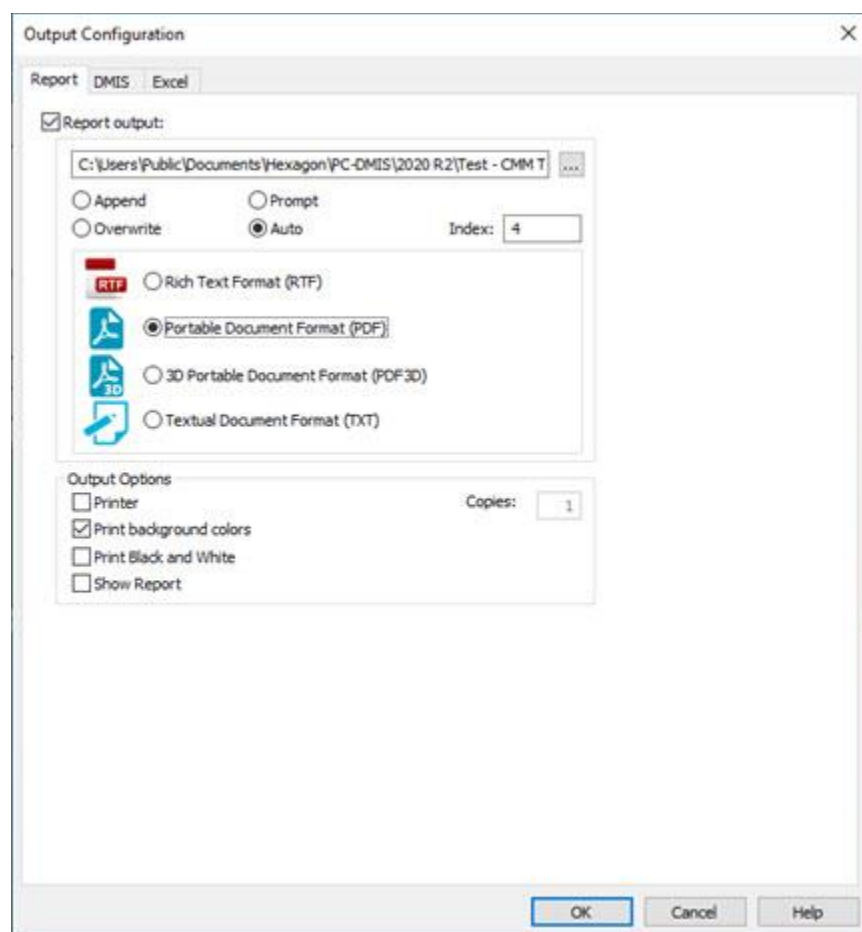 Output Configuration
Report DMIS Excel
Report output:
C:\Users\Public\Documents\Hexagon\PC-DMIS\2020 R2\Test - CMM T ...
Append Prompt
Overwrite Auto Index: 4
RTF Rich Text Format (RTF)
Portable Document Format (PDF)
3D 3D Portable Document Format (PDF3D)
Textual Document Format (TXT)
Output Options
Printer Copies: 1
Print background colors
Print Black and White
Show Report
OK Cancel Help